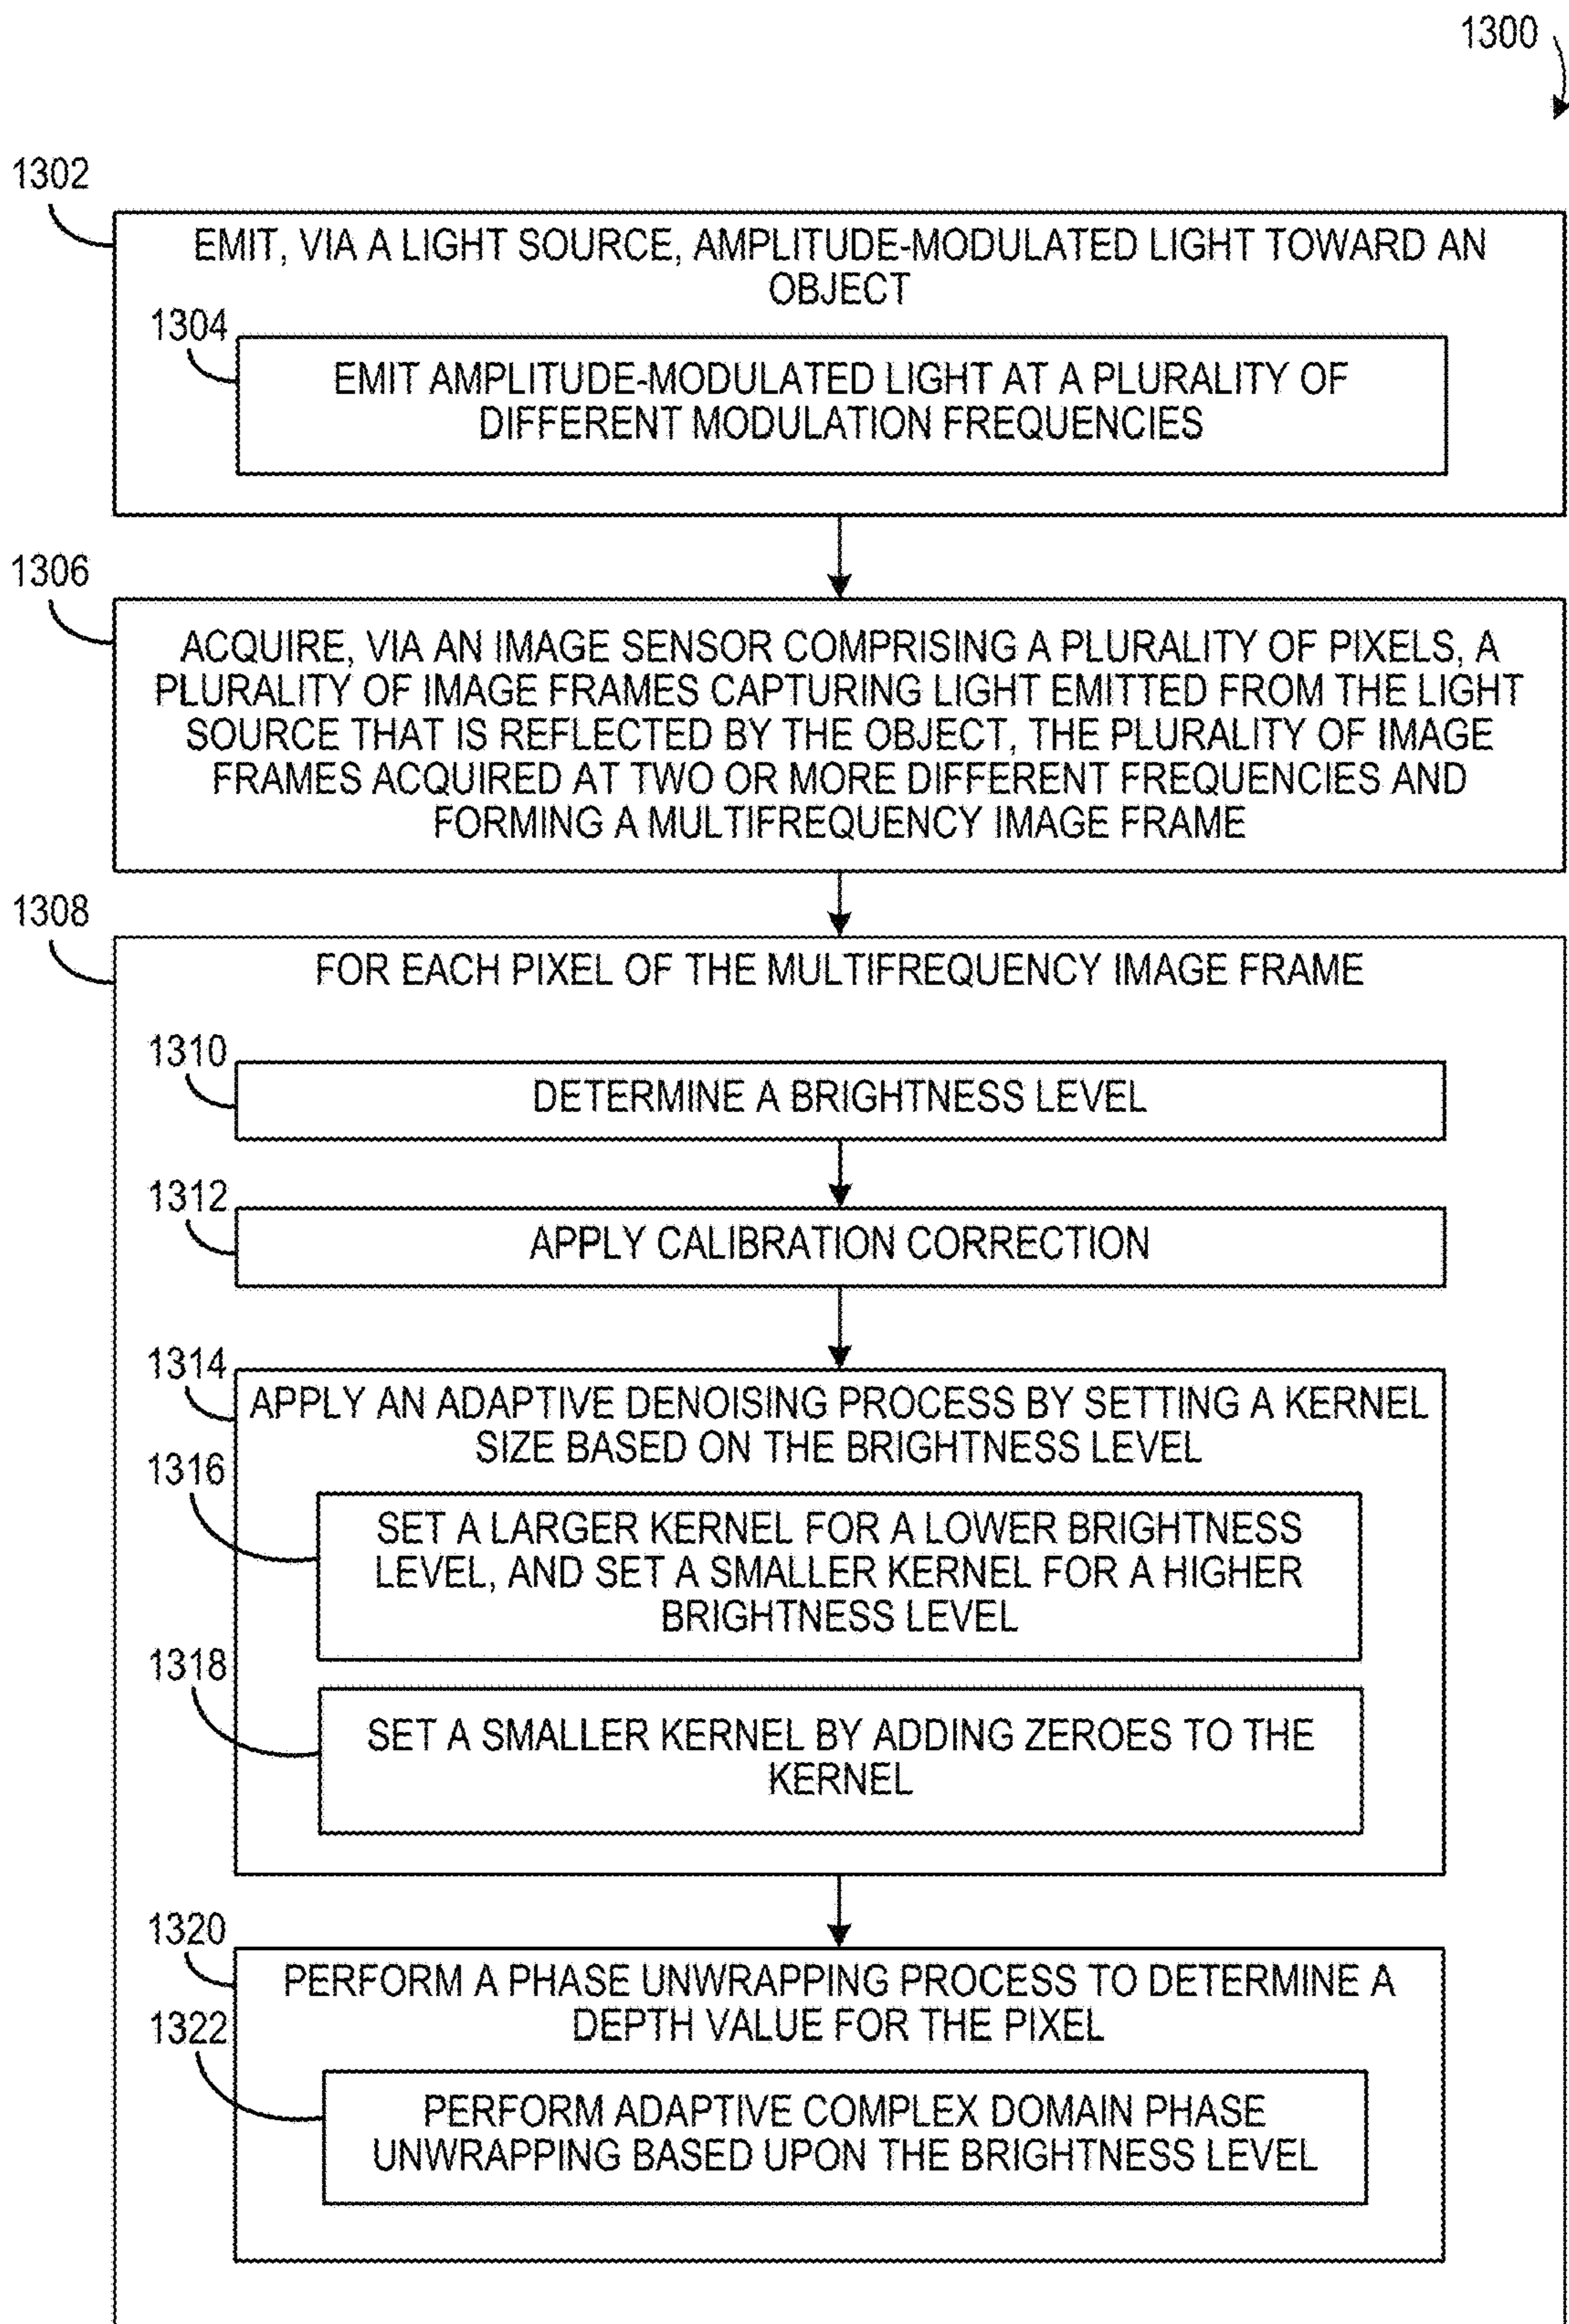 1300
1302
EMIT, VIA A LIGHT SOURCE, AMPLITUDE-MODULATED LIGHT TOWARD AN
OBJECT
1304
EMIT AMPLITUDE-MODULATED LIGHT AT A PLURALITY OF
DIFFERENT MODULATION FREQUENCIES
1306
ACQUIRE, VIA AN IMAGE SENSOR COMPRISING A PLURALITY OF PIXELS, A
PLURALITY OF IMAGE FRAMES CAPTURING LIGHT EMITTED FROM THE LIGHT
SOURCE THAT IS REFLECTED BY THE OBJECT, THE PLURALITY OF IMAGE
FRAMES ACQUIRED AT TWO OR MORE DIFFERENT FREQUENCIES AND
FORMING A MULTIFREQUENCY IMAGE FRAME
1308
FOR EACH PIXEL OF THE MULTIFREQUENCY IMAGE FRAME
1310
DETERMINE A BRIGHTNESS LEVEL
1312
APPLY CALIBRATION CORRECTION
1314
APPLY AN ADAPTIVE DENOISING PROCESS BY SETTING A KERNEL
SIZE BASED ON THE BRIGHTNESS LEVEL
1316
SET A LARGER KERNEL FOR A LOWER BRIGHTNESS
LEVEL, AND SET A SMALLER KERNEL FOR A HIGHER
BRIGHTNESS LEVEL
1318
SET A SMALLER KERNEL BY ADDING ZEROES TO THE
KERNEL
1320
PERFORM A PHASE UNWRAPPING PROCESS TO DETERMINE A
DEPTH VALUE FOR THE PIXEL
1322
PERFORM ADAPTIVE COMPLEX DOMAIN PHASE
UNWRAPPING BASED UPON THE BRIGHTNESS LEVEL